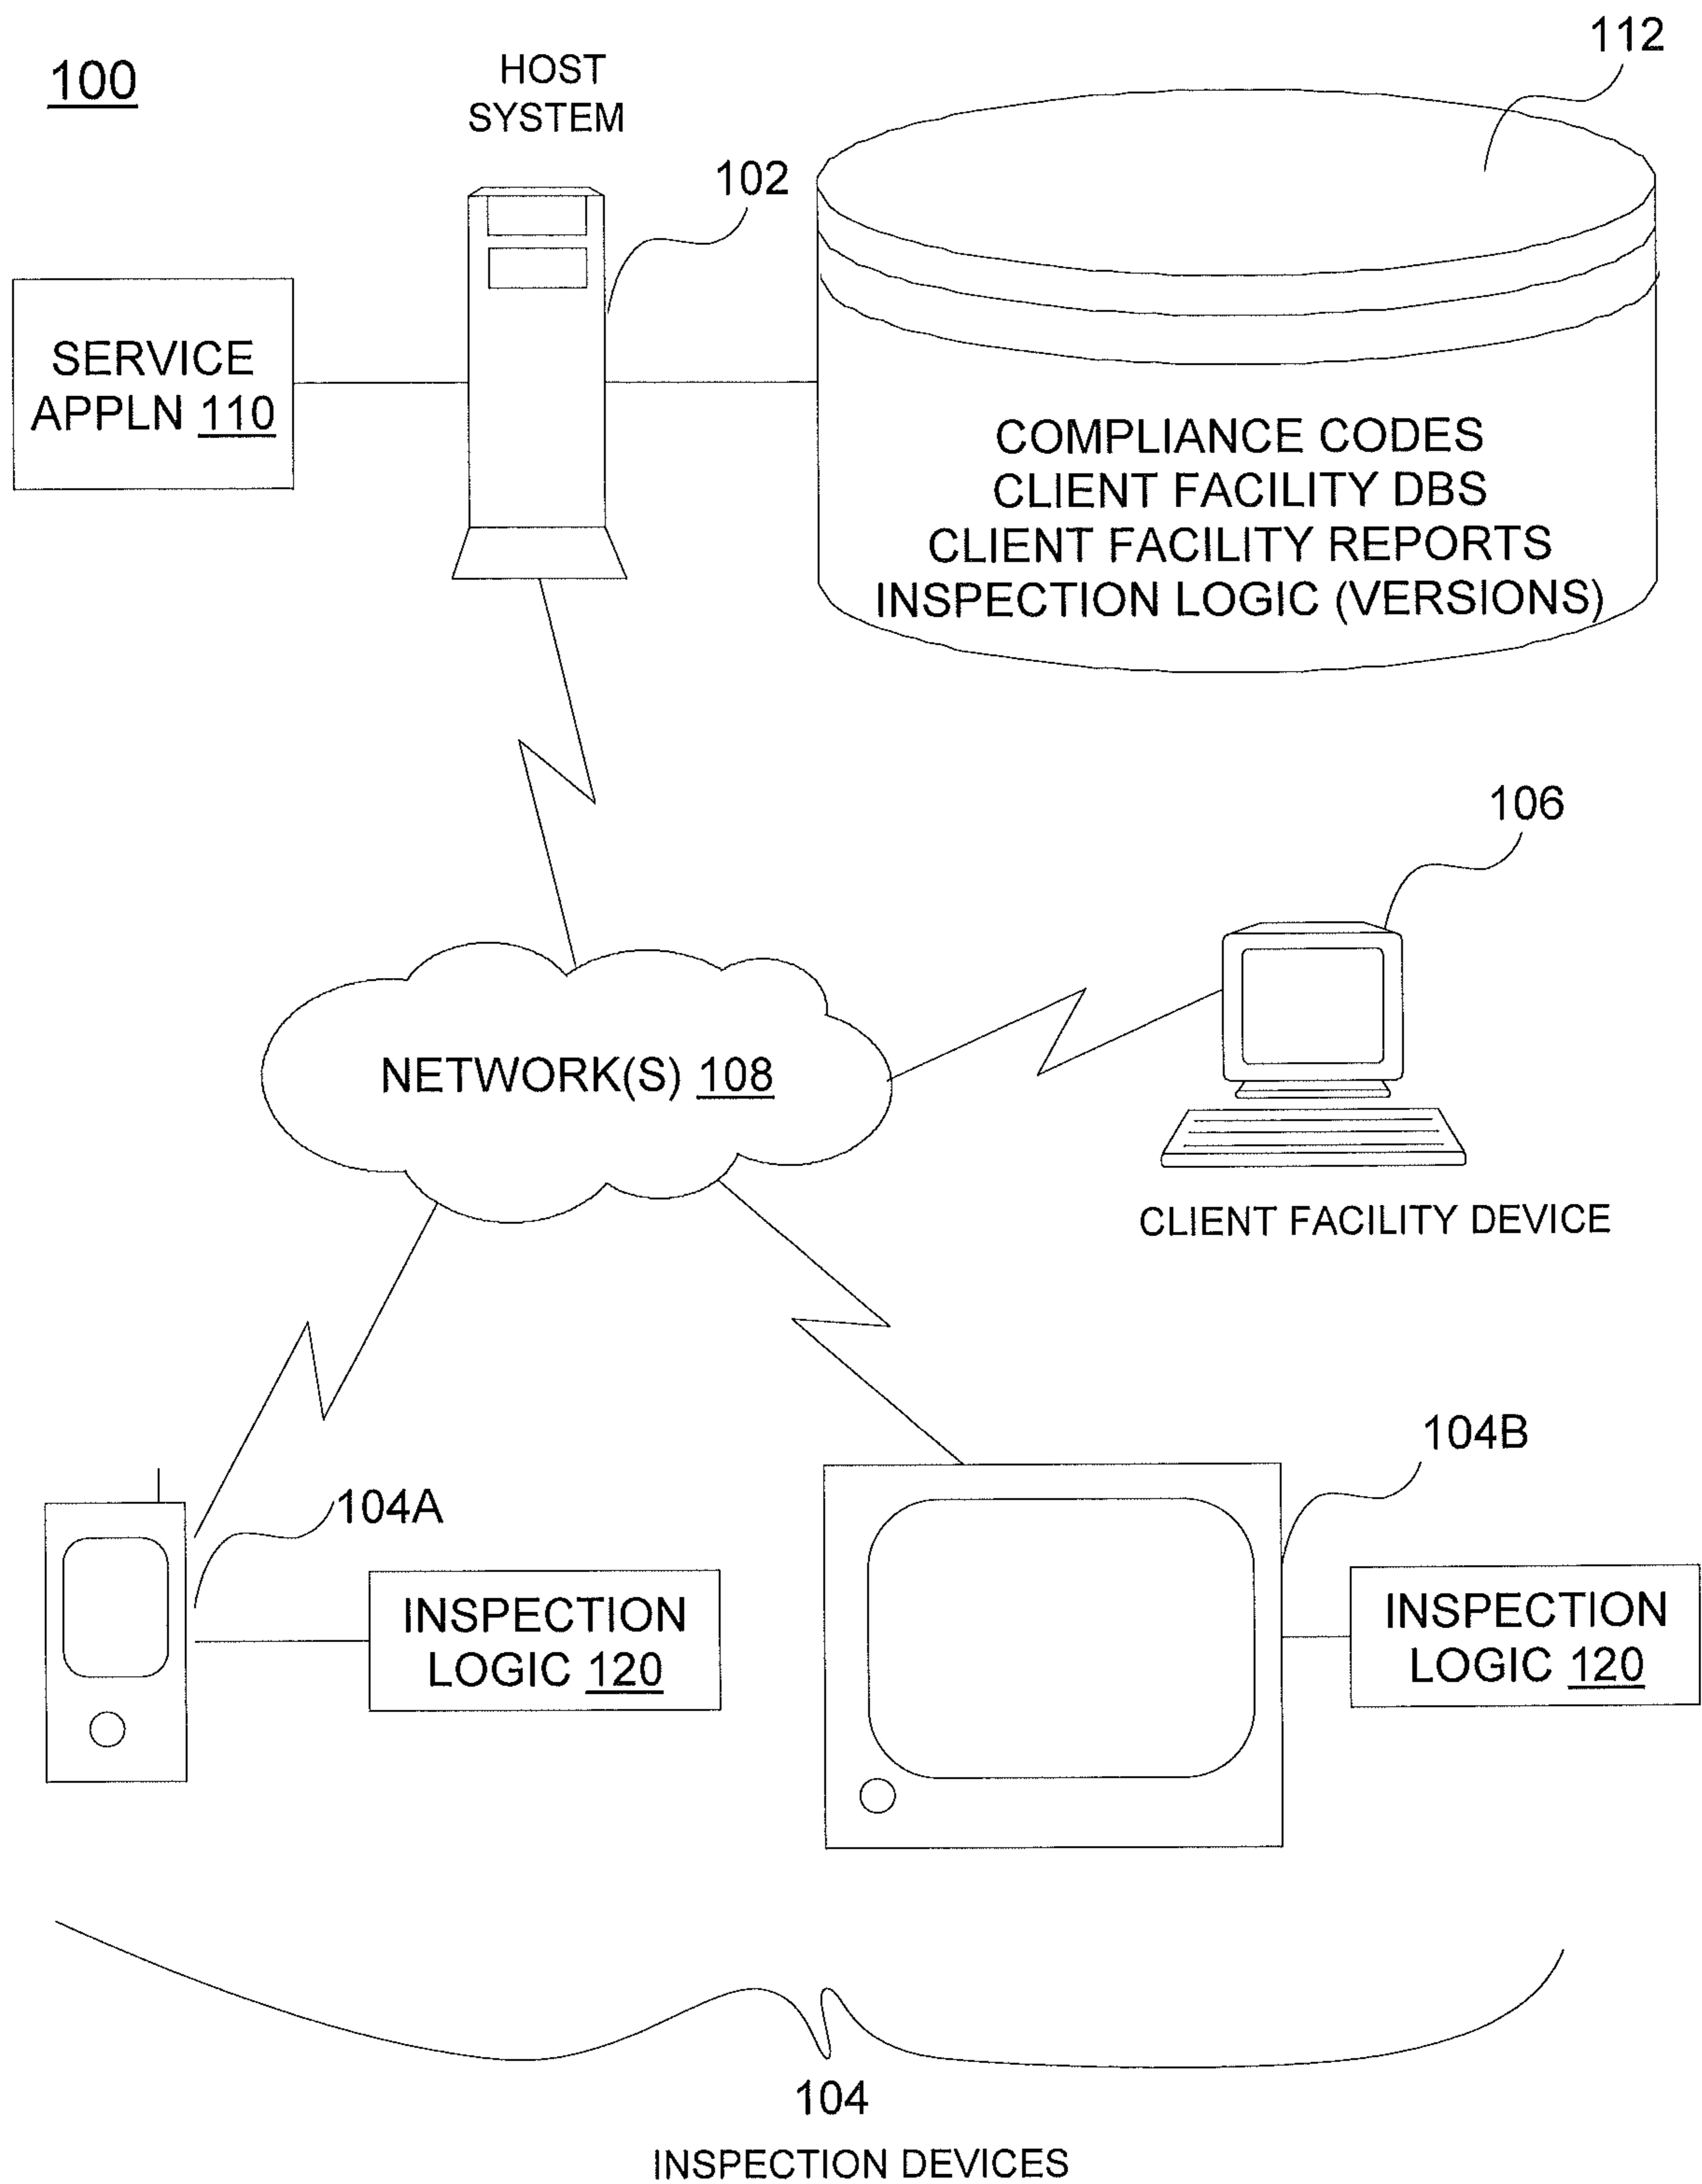 100
HOST
SYSTEM
112
102
SERVICE
APPLN 110
COMPLIANCE CODES
CLIENT FACILITY DBS
CLIENT FACILITY REPORTS
INSPECTION LOGIC (VERSIONS)
106
NETWORK(S) 108
CLIENT FACILITY DEVICE
104A
104B
INSPECTION
LOGIC 120
INSPECTION
LOGIC 120
104
INSPECTION DEVICES